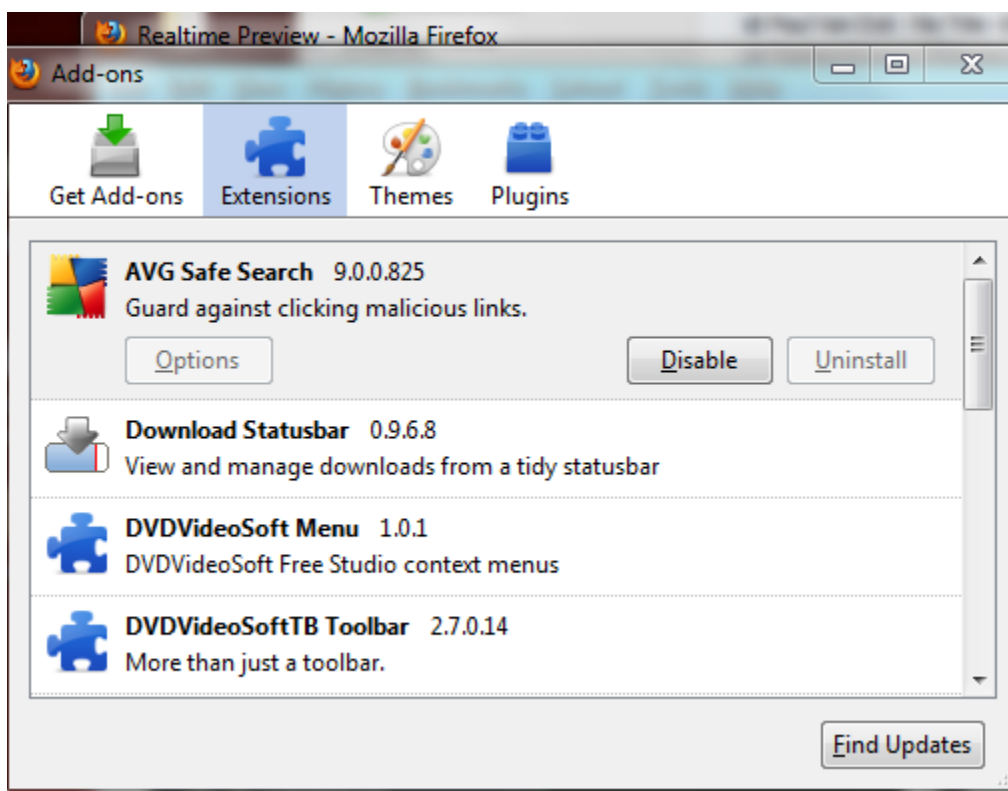 Realtime Preview - Mozilla Firefox
Add-ons
Get Add-ons Extensions Themes Plugins
AVG Safe Search 9.0.0.825
Guard against clicking malicious links.
Options Disable Uninstall
Download Statusbar 0.9.6.8
View and manage downloads from a tidy statusbar
DVDVideoSoft Menu 1.0.1
DVDVideoSoft Free Studio context menus
DVDVideoSoftTB Toolbar 2.7.0.14
More than just a toolbar.
Find Updates